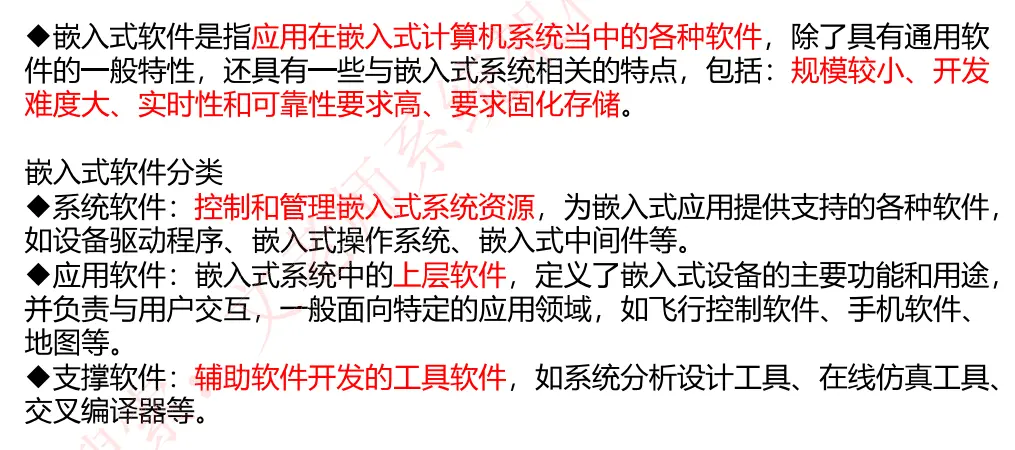 ◆嵌入式软件是指应用在嵌入式计算机系统当中的各种软件，除了具有通用软
件的一般特性，还具有一些与嵌入式系统相关的特点，包括：规模较小、开发
难度大、实时性和可靠性要求高、要求固化存储。
嵌入式软件分类
◆系统软件：控制和管理嵌入式系统资源，为嵌入式应用提供支持的各种软件，
如设备驱动程序、嵌入式操作系统、嵌入式中间件等。
◆应用软件：嵌入式系统中的上层软件，定义了嵌入式设备的主要功能和用途，
并负责与用户交互，一般面向特定的应用领域，如飞行控制软件、手机软件、
地图等。
◆支撑软件：辅助软件开发的工具软件，如系统分析设计工具、在线仿真工具、
交叉编译器等。